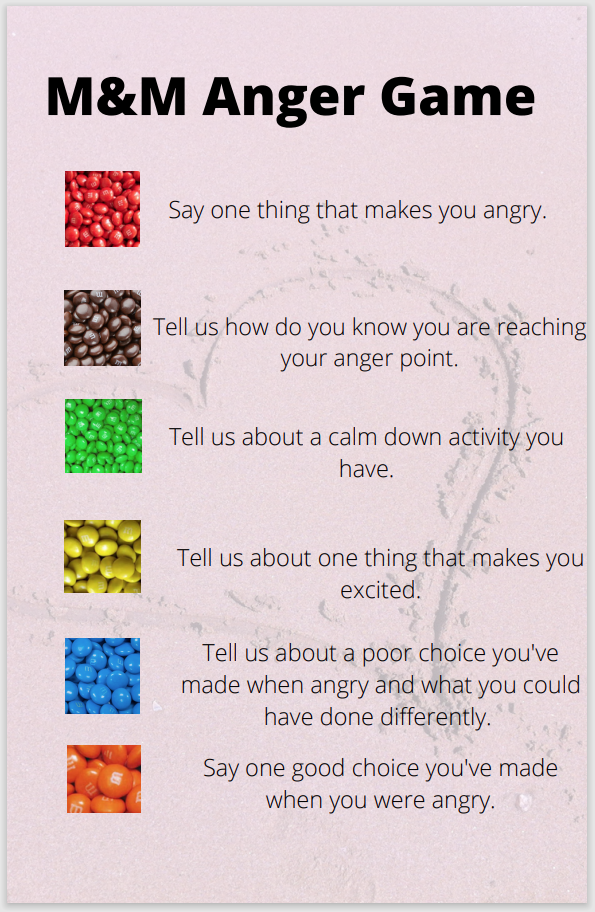 M&M Anger Game
Say one thing that makes you angry.
Tell us how do you know you are reaching
your anger point.
Tell us about a calm down activity you
have.
Tell us about one thing that makes you
excited.
Tell us about a poor choice you've
made when angry and what you could
have done differently.
Say one good choice you've made
when you were angry.